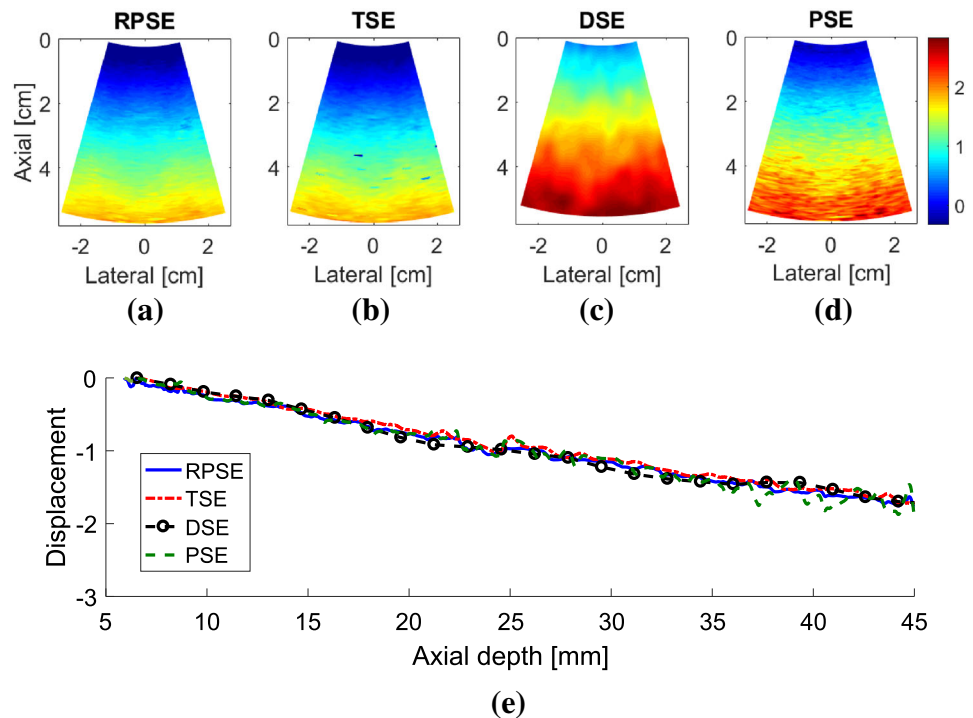 RPSE TSE DSE PSE
0 0 0 0
2 2 2 2 2
4 4 4 4 1
0
Axial [cm]
-2 0 2 -2 0 2 -2 0 2 -2 0 2
Lateral [cm] Lateral [cm] Lateral [cm] Lateral [cm]
(a) (b) (c) (d)
0
-1
-2
-3
Displacement
RPSE
TSE
DSE
PSE
5 10 15 20 25 30 35 40 45
Axial depth [mm]
(e)